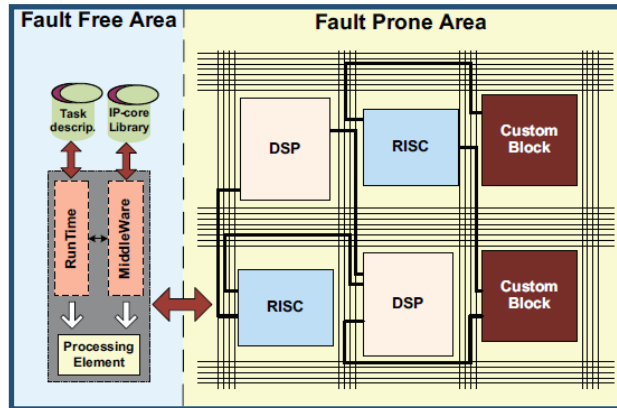 Fault Free Area
Fault Prone Area
Task
descrip.
IP-core
Library
RunTime
MiddleWare
Processing
Element
DSP
RISC
Custom
Block
RISC
DSP
Custom
Block